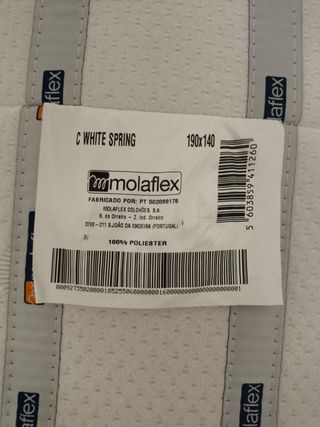 C WHITE SPRING 190x140
molaflex
FABRICADO POR: PT 502098178
MOLAFLEX COLCHÕES, S.A.
N. do Orreiro - Z. Ind. Orreiro
3700 - 211 S.JOÃO DA MADEIRA (PORTUGAL)
100% POLIESTER
5 603859 411260
molaflex
molaflex
molaflex
molaflex